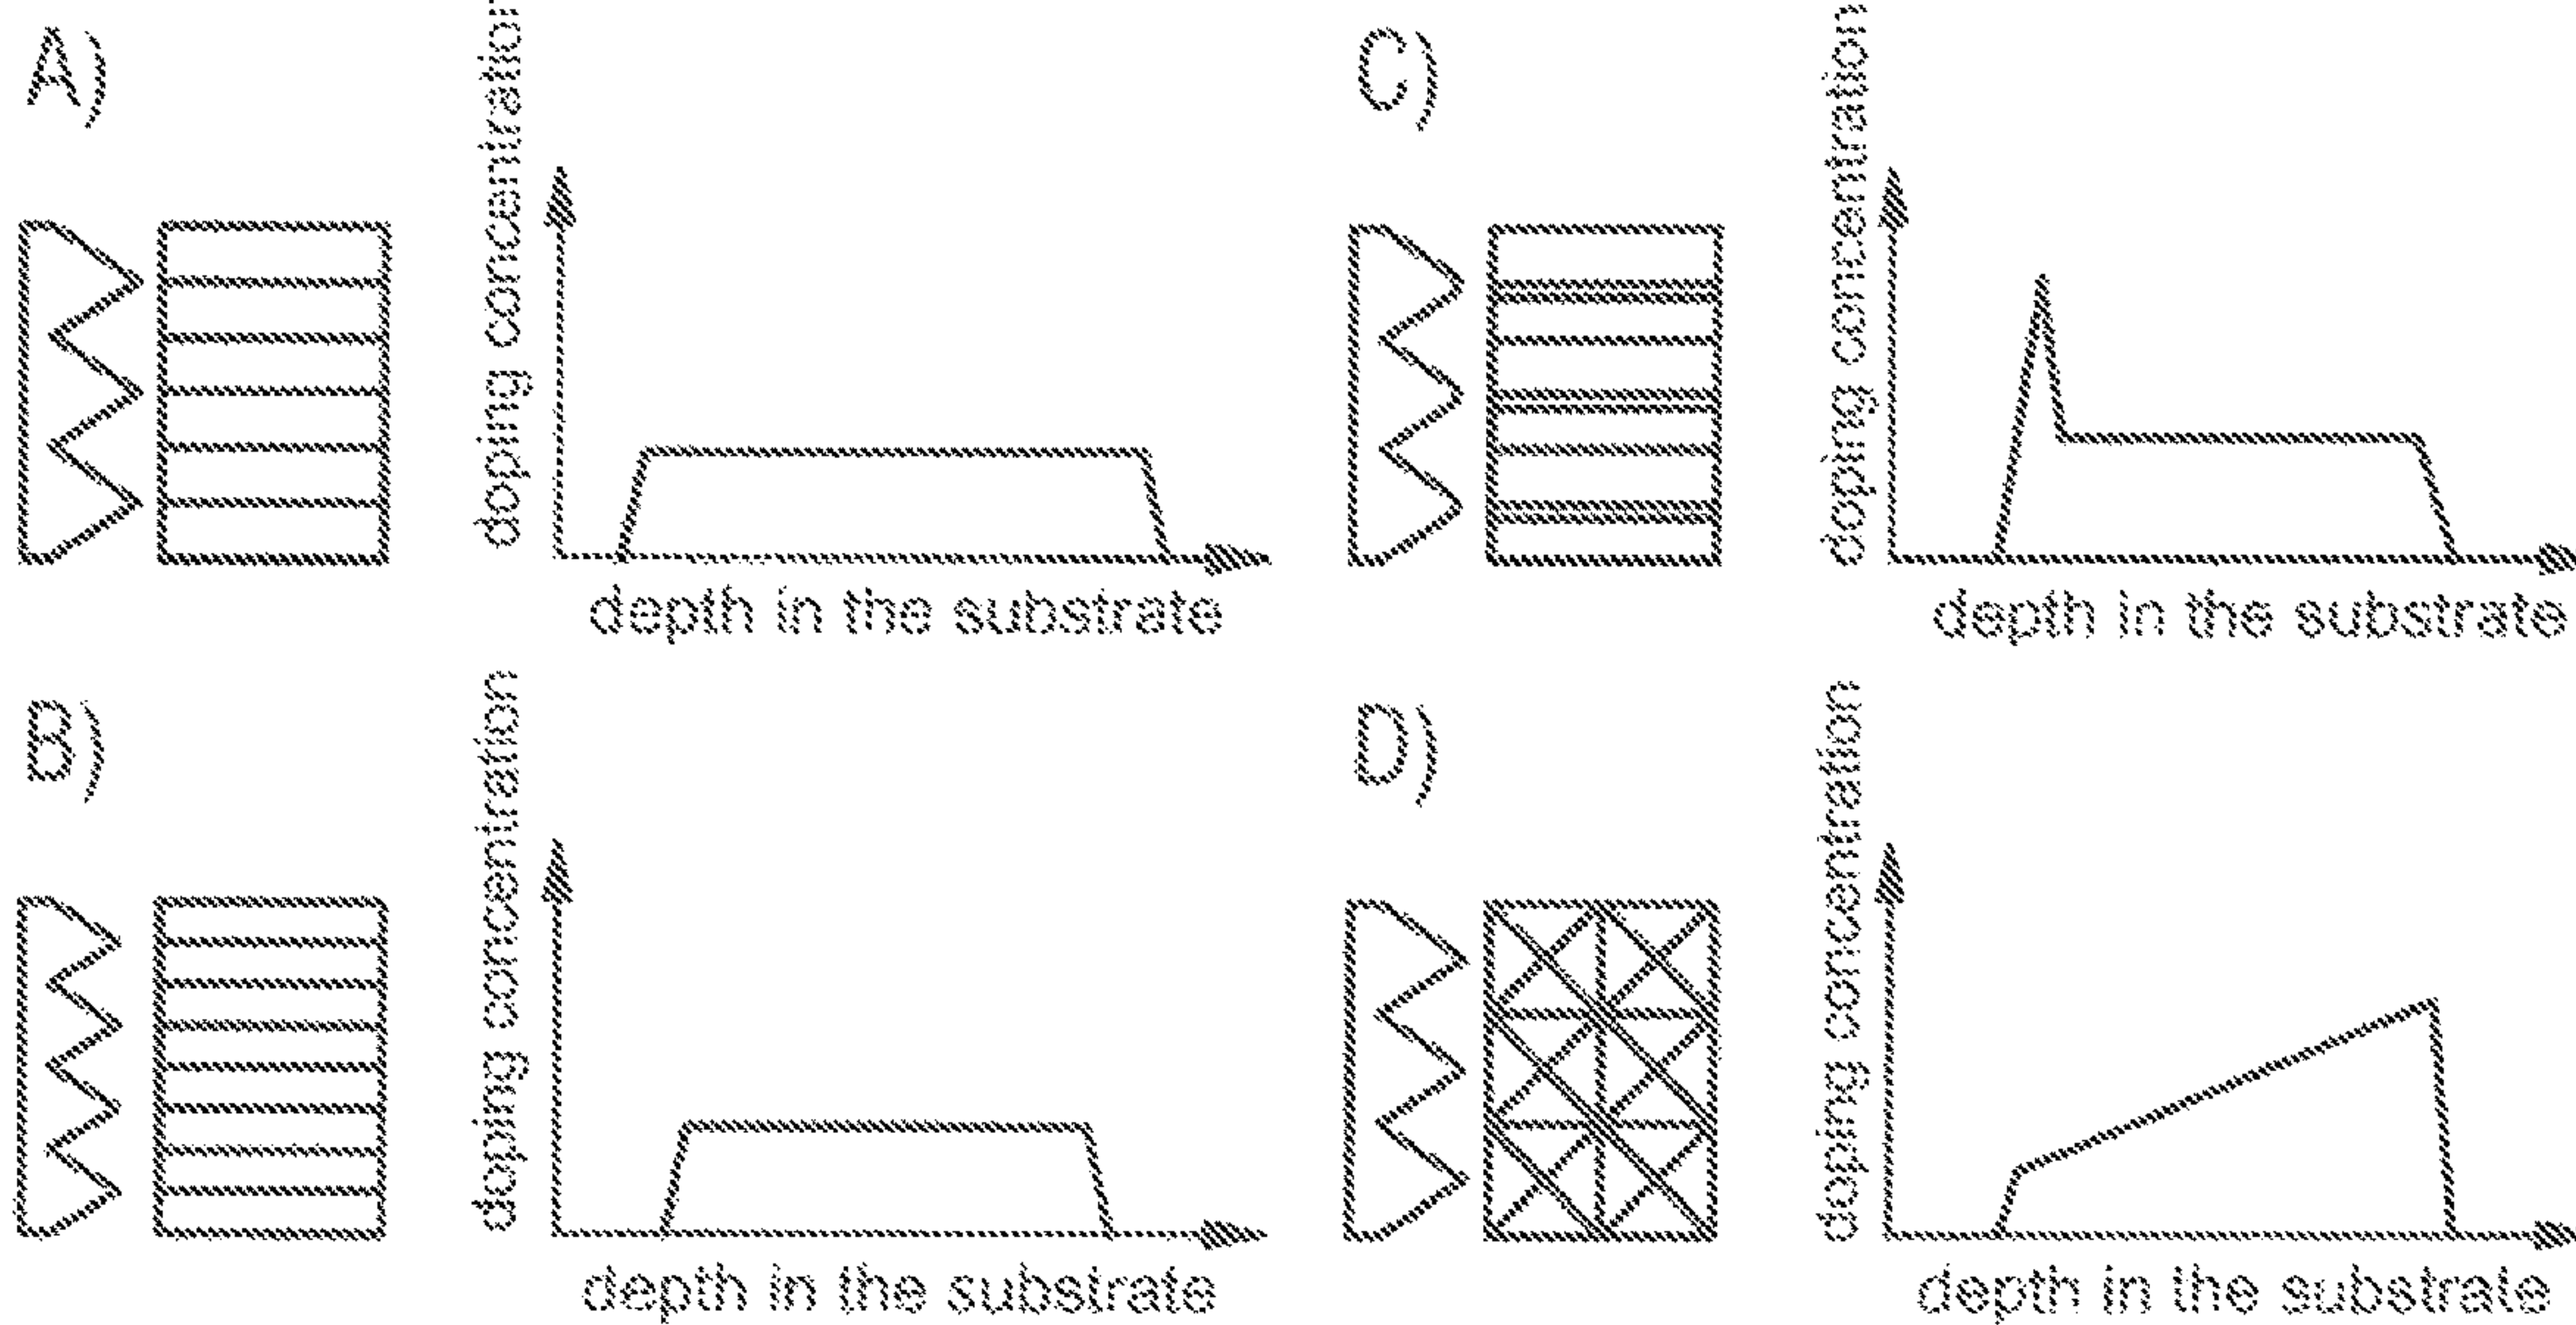 A)
doping concentration
depth in the substrate
B)
doping concentration
depth in the substrate
C)
doping concentration
depth in the substrate
D)
doping concentration
depth in the substrate